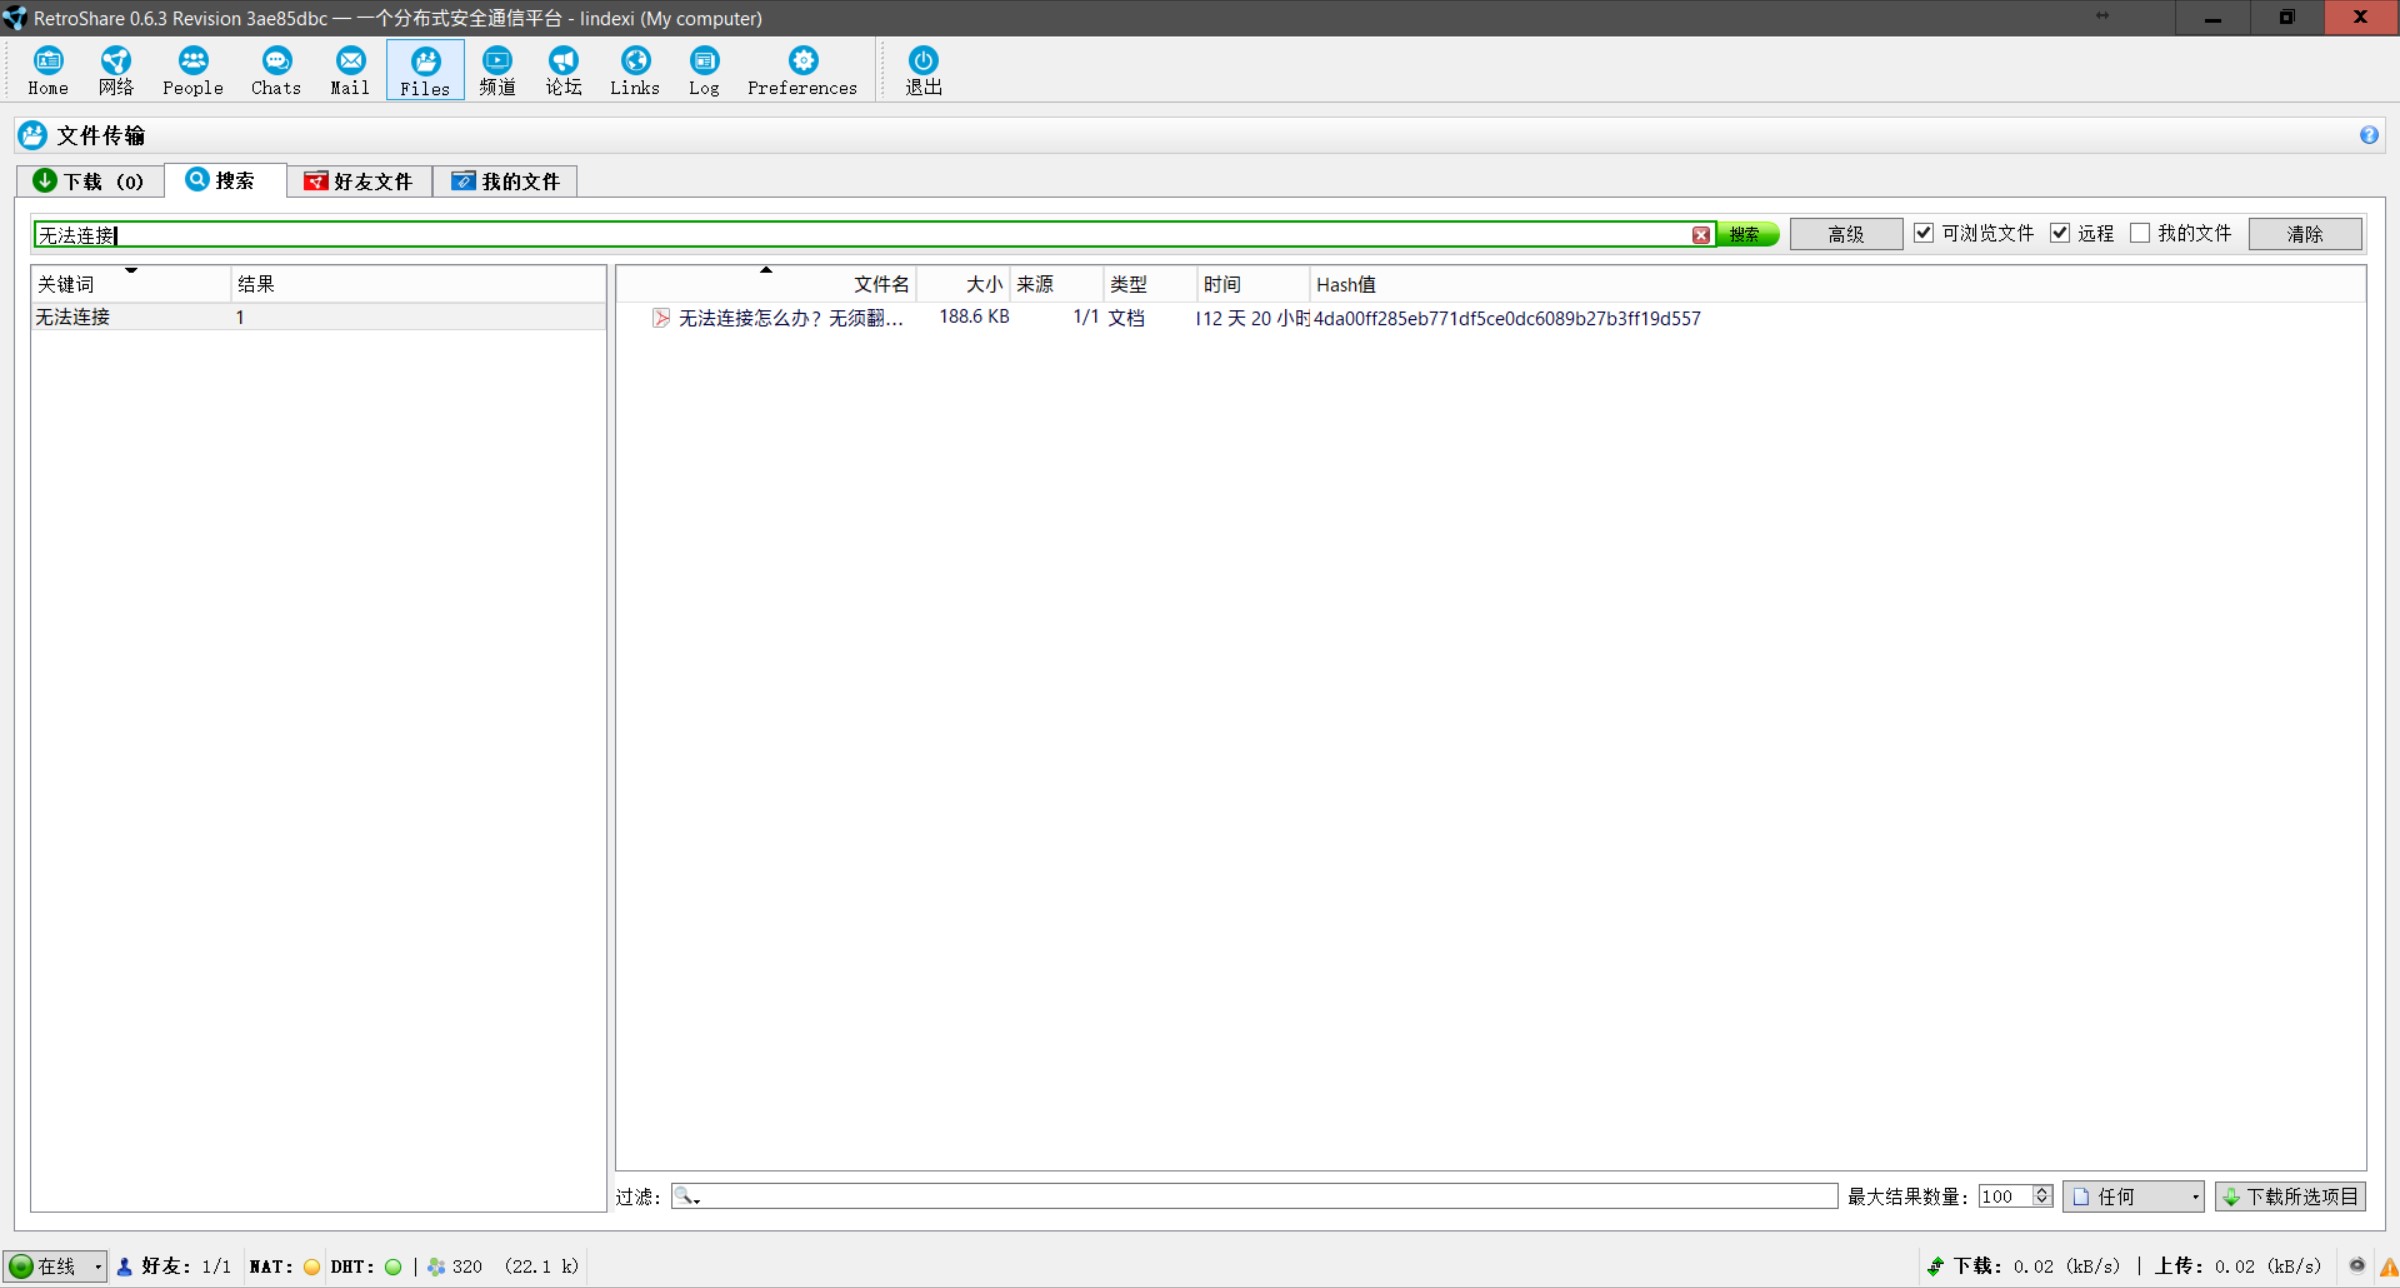 RetroShare 0.6.3 Revision 3ae85dbc — 一个分布式安全通信平台 - lindexi (My computer)
Home 网络 People Chats Mail Files 频道 论坛 Links Log Preferences 退出
文件传输
下载 (0) 搜索 好友文件 我的文件
无法连接 搜索 高级 可浏览文件 远程 我的文件 清除
关键词 结果 文件名 大小 来源 类型 时间 Hash值
无法连接 1 无法连接怎么办？无须翻... 188.6 KB 1/1 文档 12 天 20 小时 4da00ff285eb771df5ce0dc6089b27b3ff19d557
过滤: 最大结果数量: 100 任何 下载所选项目
在线 好友: 1/1 NAT: DHT: | 320 (22.1 k) 下载: 0.02 (kB/s) | 上传: 0.02 (kB/s)